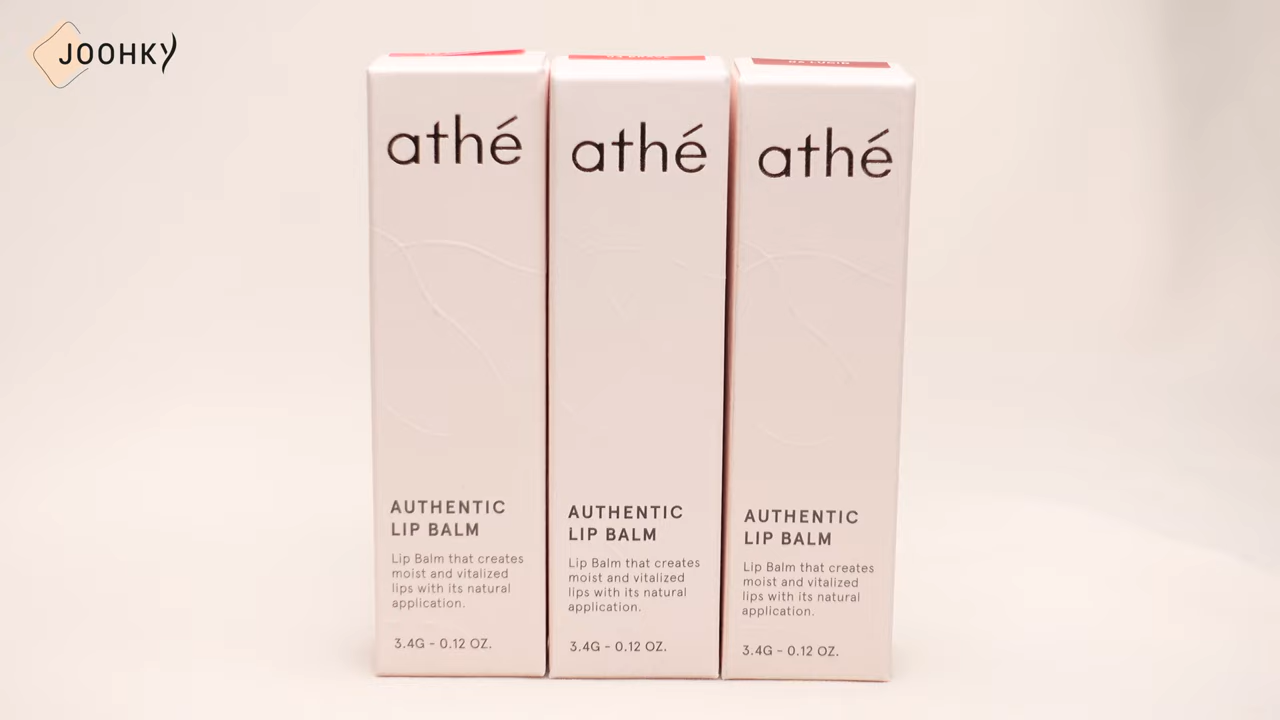 JOOHKY
athé
AUTHENTIC
LIP BALM
Lip Balm that creates
moist and vitalized
lips with its natural
application.
3.4G - 0.12 OZ.
athé
AUTHENTIC
LIP BALM
Lip Balm that creates
moist and vitalized
lips with its natural
application.
3.4G - 0.12 OZ.
athé
AUTHENTIC
LIP BALM
Lip Balm that creates
moist and vitalized
lips with its natural
application.
3.4G - 0.12 OZ.